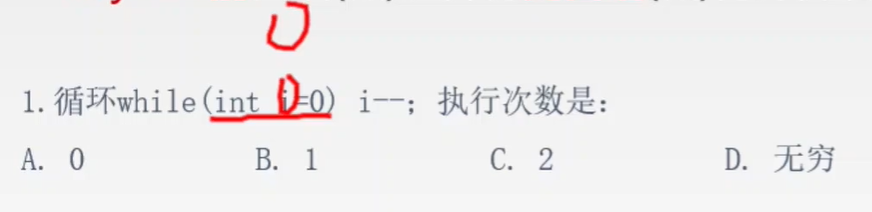 1.循环while(int i=0) i--; 执行次数是:
A. 0 B. 1 C. 2 D. 无穷